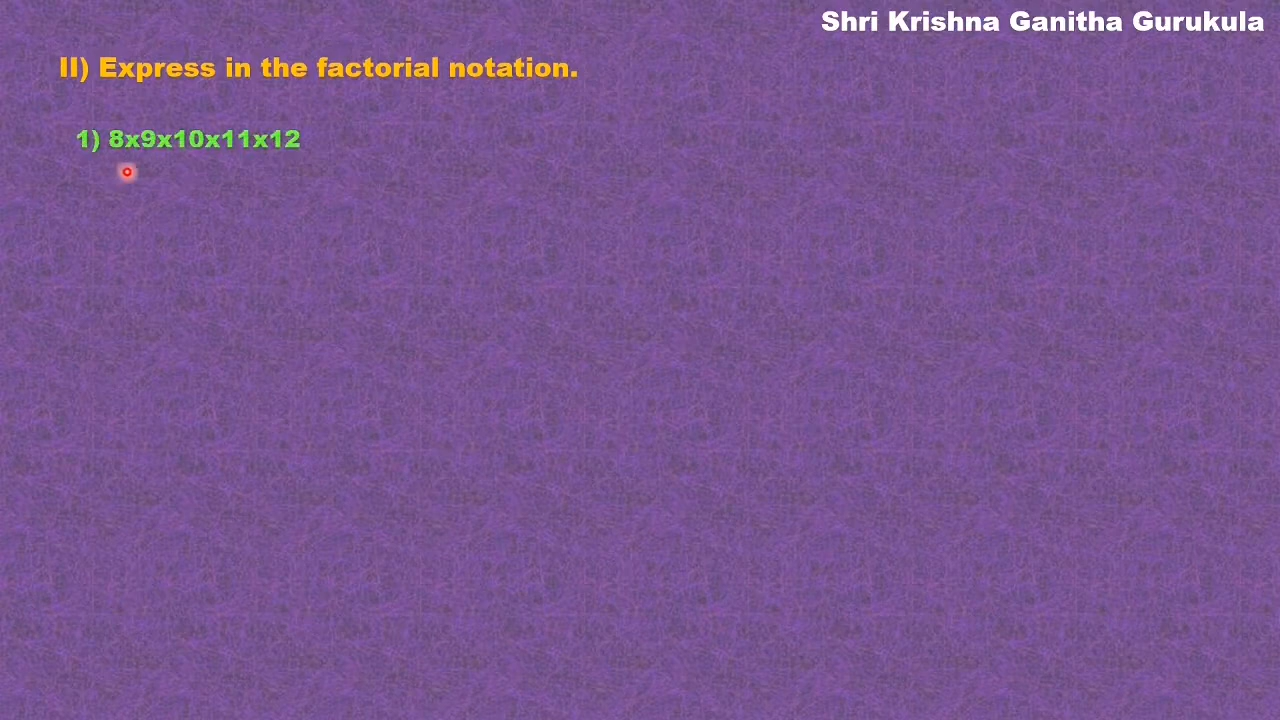 Shri Krishna Ganitha Gurukula
II) Express in the factorial notation.
1) 8x9x10x11x12